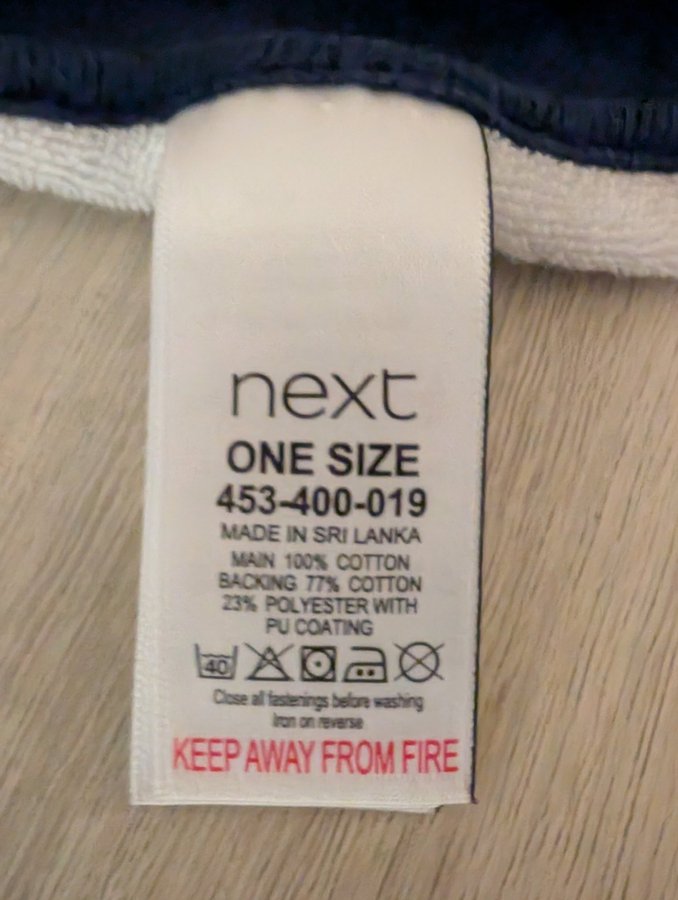 next
ONE SIZE
453-400-019
MADE IN SRI LANKA
MAIN 100% COTTON
BACKING 77% COTTON
23% POLYESTER WITH
PU COATING
40
Close all fastenings before washing
Iron on reverse
KEEP AWAY FROM FIRE